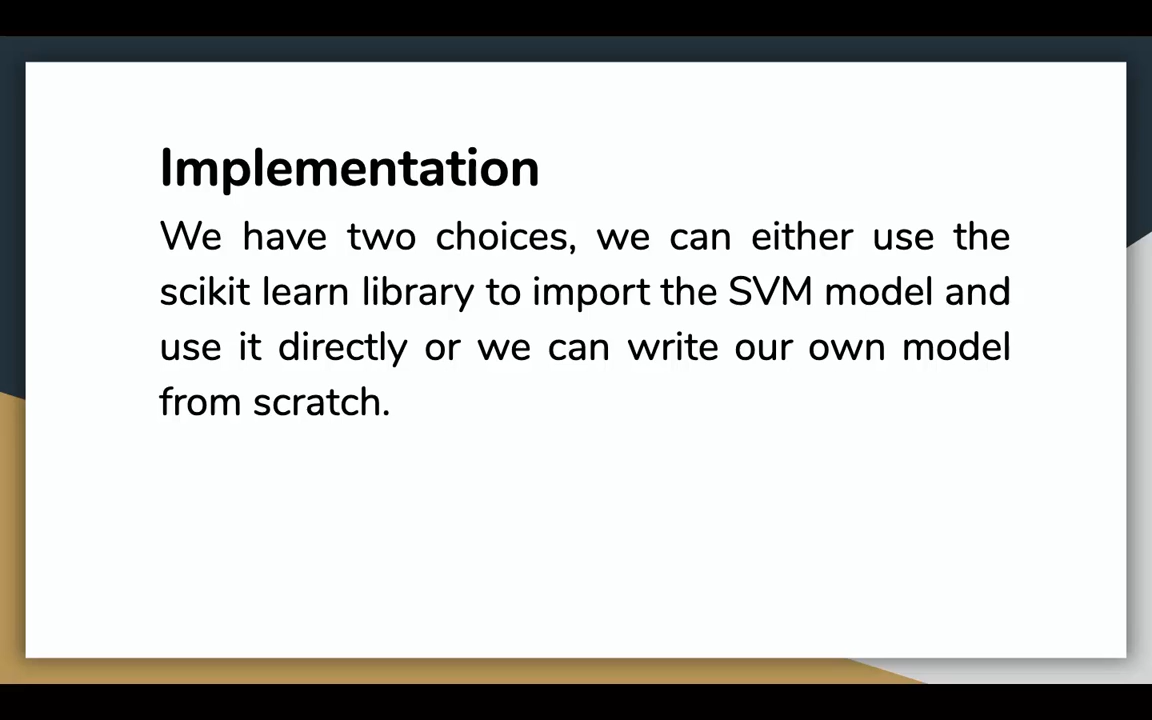 Implementation
We have two choices, we can either use the
scikit learn library to import the SVM model and
use it directly or we can write our own model
from scratch.